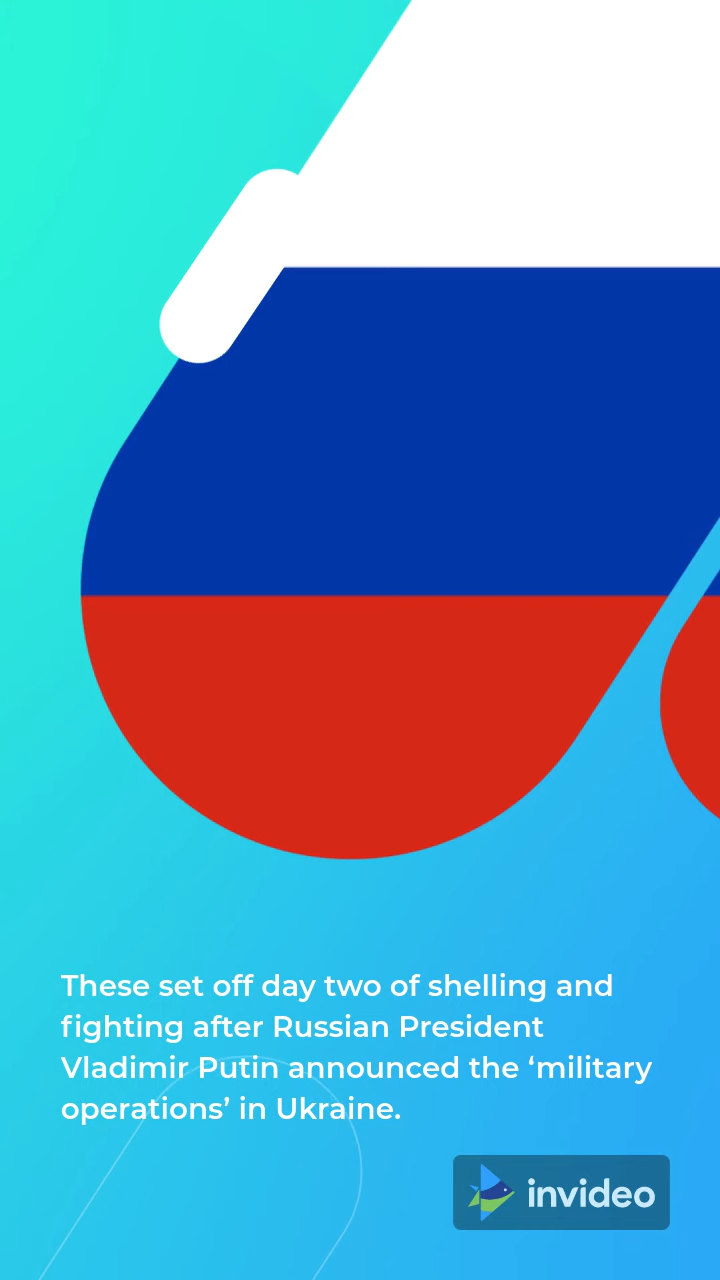 These set off day two of shelling and
fighting after Russian President
Vladimir Putin announced the ‘military
operations’ in Ukraine.
invideo